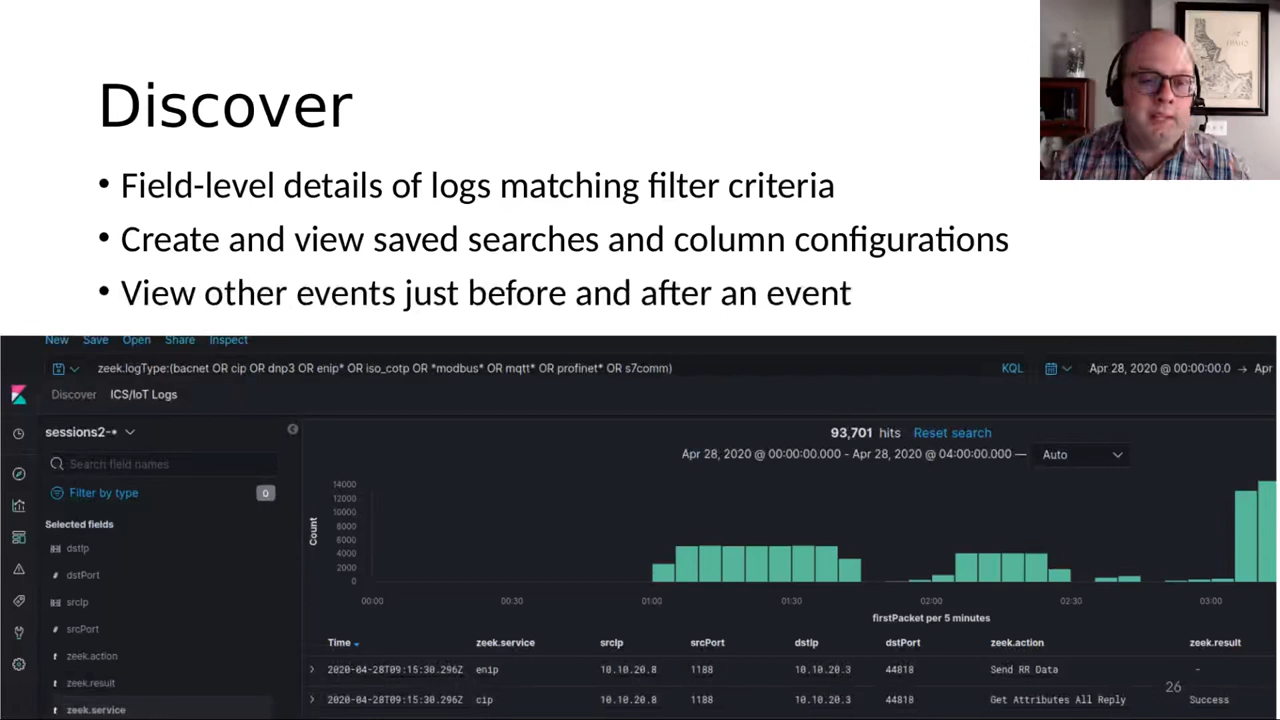 Discover
• Field-level details of logs matching filter criteria
• Create and view saved searches and column configurations
• View other events just before and after an event
New Save Open Share Inspect
zeek.logType:(bacnet OR cip OR dnp3 OR enip* OR iso_cotp OR *modbus* OR mqtt* OR profinet* OR s7comm) KQL Apr 28, 2020 @ 00:00:00.0 → Apr
Discover ICS/IoT Logs
sessions2-*
93,701 hits Reset search
Search field names
Apr 28, 2020 @ 00:00:00.000 - Apr 28, 2020 @ 04:00:00.000 — Auto
Filter by type 0
Selected fields
dstIp
# dstPort
srcIp
# srcPort
t zeek.action
t zeek.result
t zeek.service
Count
14000
12000
10000
8000
6000
4000
2000
0
00:00 00:30 01:00 01:30 02:00 02:30 03:00
firstPacket per 5 minutes
Time zeek.service srcIp srcPort dstIp dstPort zeek.action zeek.result
2020-04-28T09:15:30.296Z enip 10.10.20.8 1188 10.10.20.3 44818 Send RR Data -
2020-04-28T09:15:30.296Z cip 10.10.20.8 1188 10.10.20.3 44818 Get Attributes All Reply Success
26